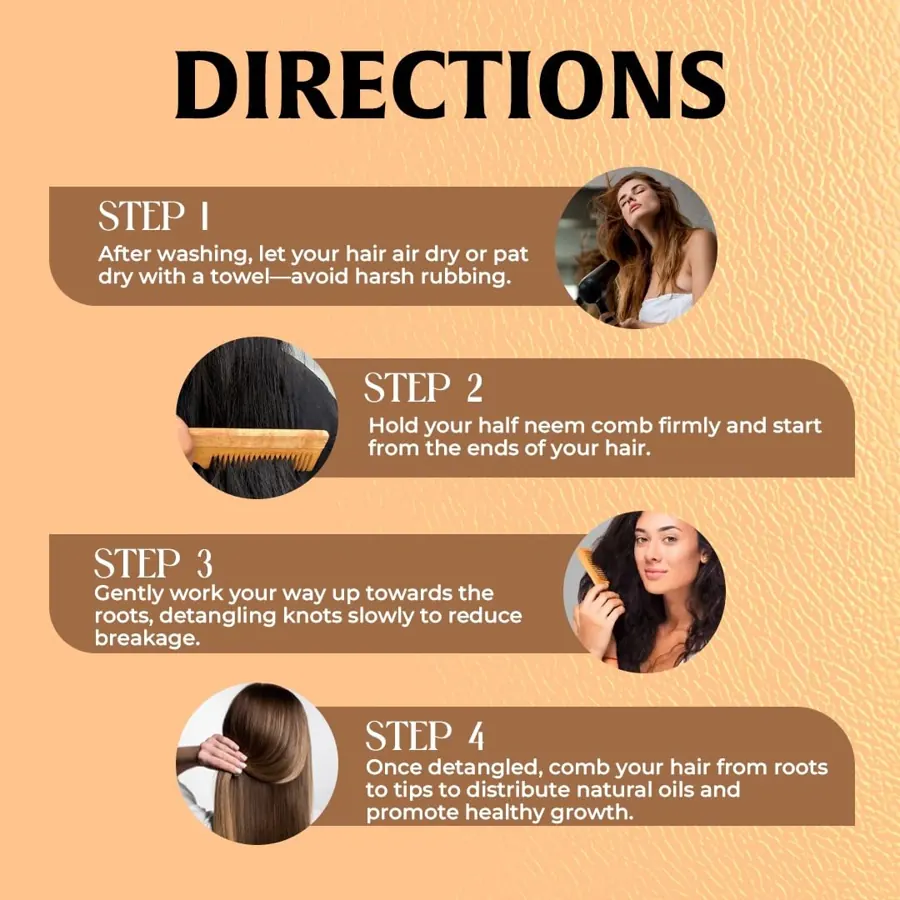 DIRECTIONS
STEP 1
After washing, let your hair air dry or pat
dry with a towel—avoid harsh rubbing.
STEP 2
Hold your half neem comb firmly and start
from the ends of your hair.
STEP 3
Gently work your way up towards the
roots, detangling knots slowly to reduce
breakage.
STEP 4
Once detangled, comb your hair from roots
to tips to distribute natural oils and
promote healthy growth.